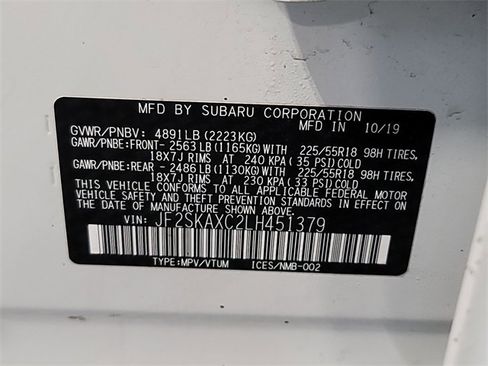 MFD BY SUBARU CORPORATION
GVWR/PNBV: 4891LB(2223KG) MFD IN 10/19
GAWR/PNBE:FRONT- 2563LB(1165KG)WITH 225/55R18 98H TIRES,
18X7J RIMS AT 240 KPA(35 PSI)COLD
GAWR/PNBE:REAR - 2486LB(1130KG)WITH 225/55R18 98H TIRES,
18X7J RIMS AT 230 KPA(33 PSI)COLD
THIS VEHICLE CONFORMS TO ALL APPLICABLE FEDERAL MOTOR
VEHICLE SAFETY AND THEFT PREVENTION STANDARDS IN EFFECT ON
THE DATE OF MANUFACTURE SHOWN ABOVE.
VIN: JF2SKAXC2LH451379
TYPE:MPV/VTUM ICES/NMB-002